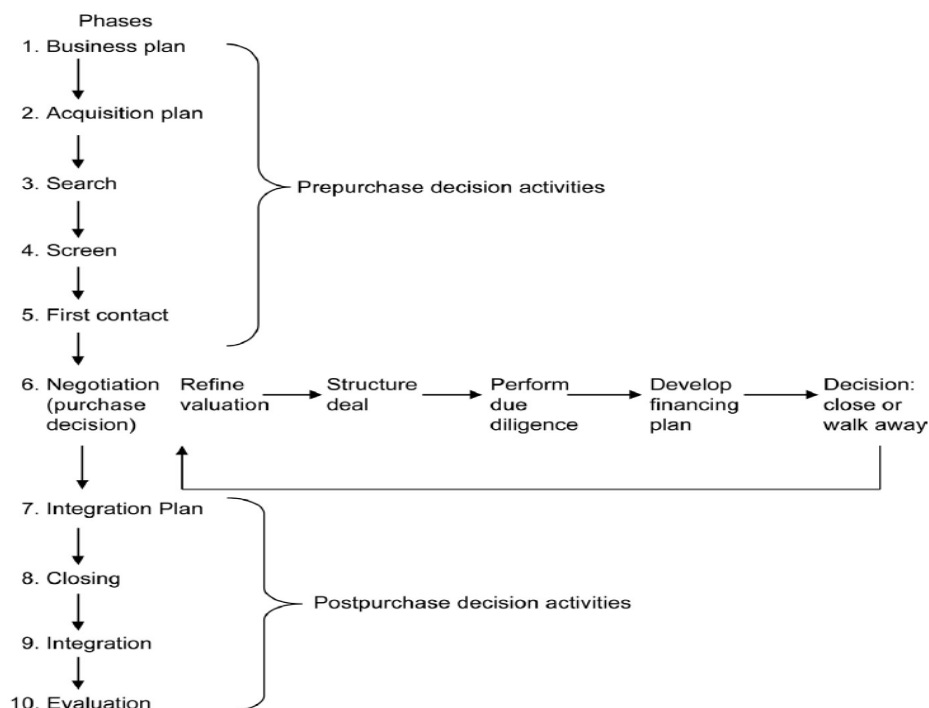 Phases
1. Business plan
2. Acquisition plan
3. Search
Prepurchase decision activities
4. Screen
5. First contact
6. Negotiation
(purchase
decision)
Refine
valuation
Structure
deal
Perform
due
diligence
Develop
financing
plan
Decision:
close or
walk away
7. Integration Plan
8. Closing
Postpurchase decision activities
9. Integration
10. Evaluation